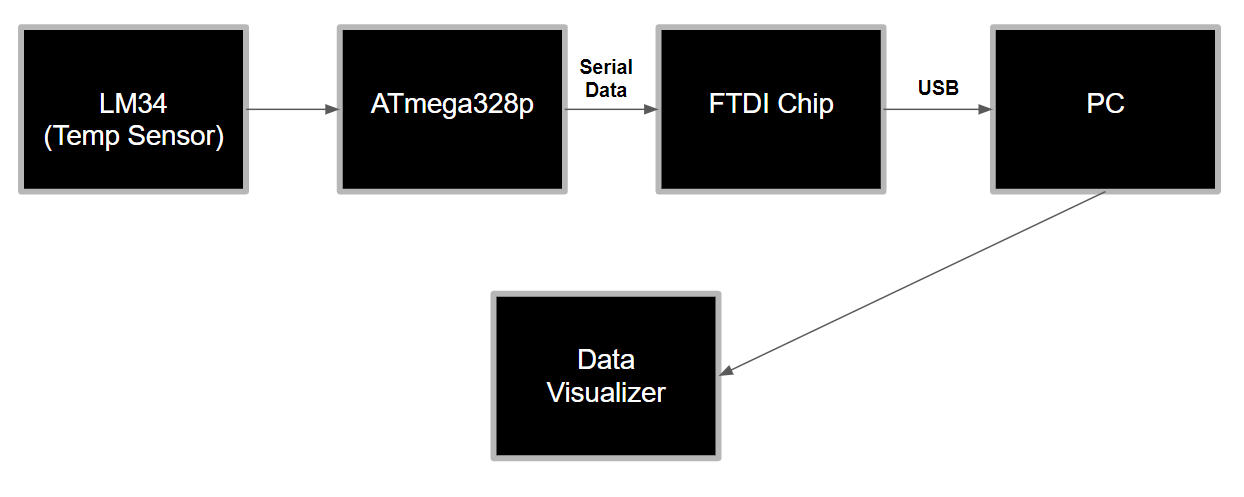 LM34
(Temp Sensor)
ATmega328p
Serial
Data
FTDI Chip
USB
PC
Data
Visualizer